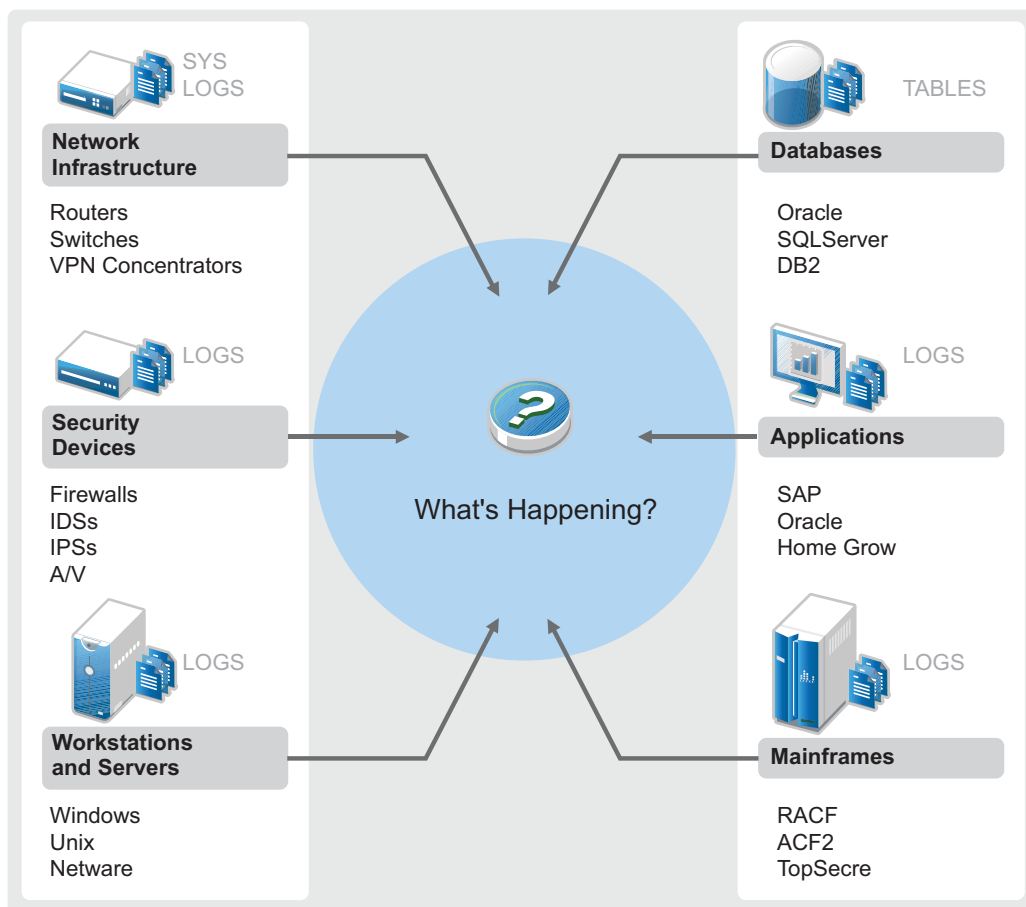 SYS
LOGS
Network
Infrastructure
Routers
Switches
VPN Concentrators
LOGS
Security
Devices
Firewalls
IDSs
IPSs
A/V
LOGS
Workstations
and Servers
Windows
Unix
Netware
?
What's Happening?
TABLES
Databases
Oracle
SQLServer
DB2
LOGS
Applications
SAP
Oracle
Home Grow
LOGS
Mainframes
RACF
ACF2
TopSecre